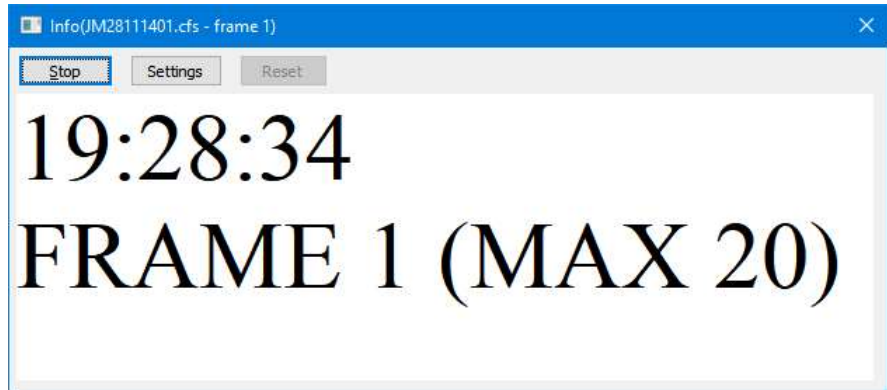 Info(JM28111401.cfs - frame 1)
Stop Settings Reset
19:28:34
FRAME 1 (MAX 20)